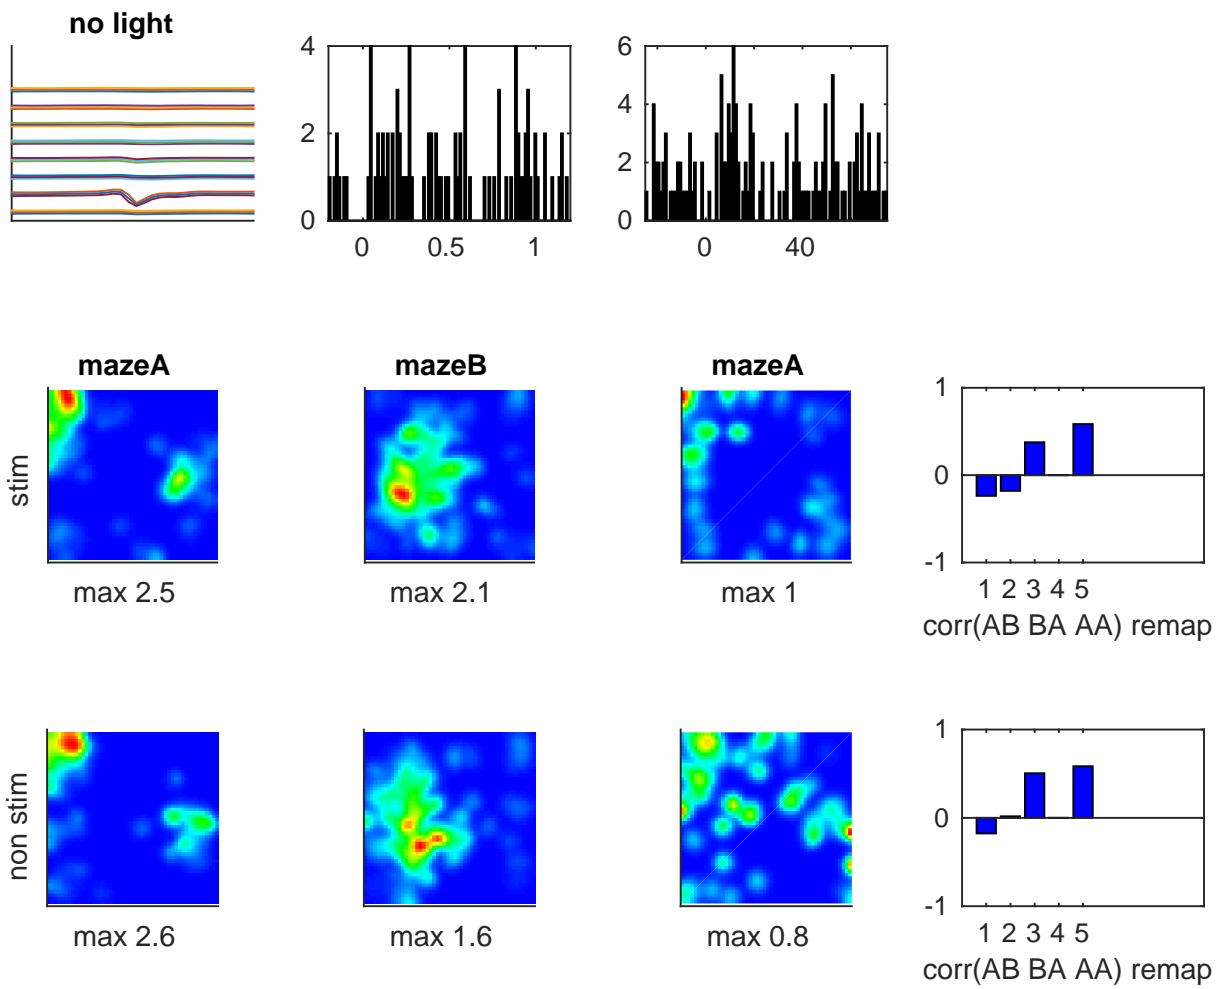 no light
4
2
0
0 0.5 1
6
4
2
0
0 40
mazeA mazeB mazeA
stim
max 2.5 max 2.1 max 1
1
0
-1
1 2 3 4 5
corr(AB BA AA) remap
non stim
max 2.6 max 1.6 max 0.8
1
0
-1
1 2 3 4 5
corr(AB BA AA) remap